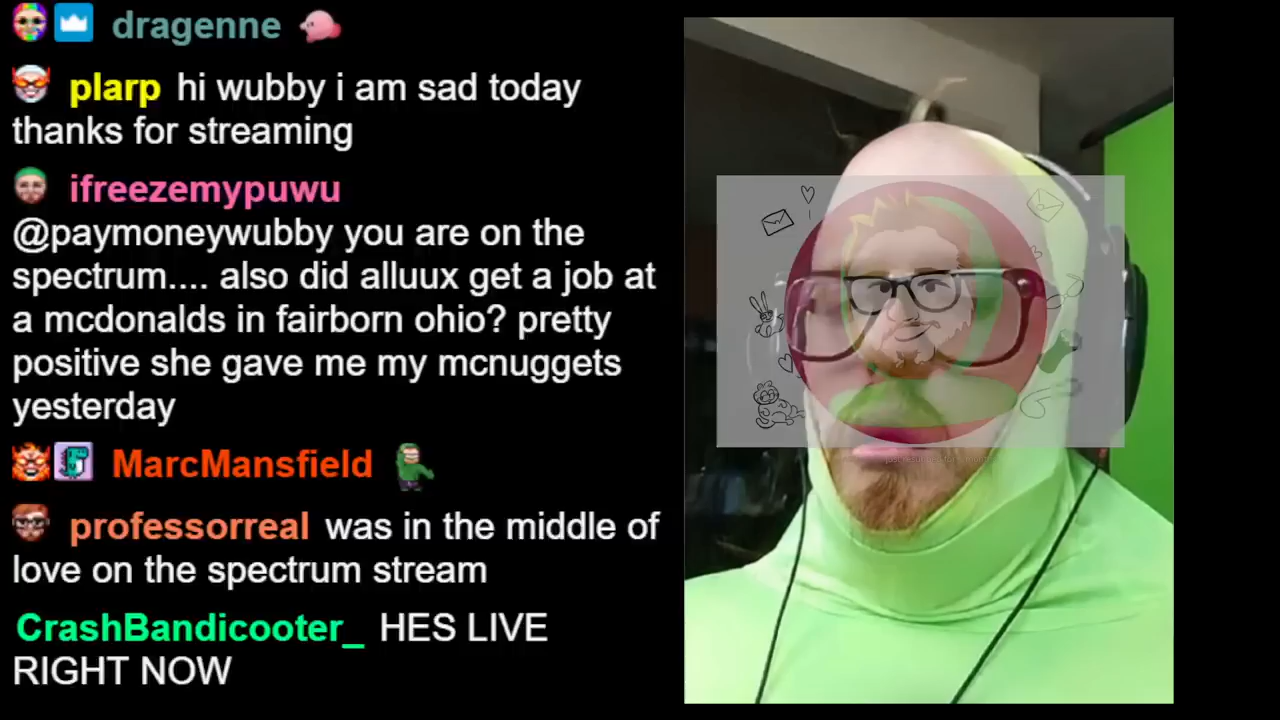 dragenne
plarp hi wubby i am sad today
thanks for streaming
ifreezemypuwu
@paymoneywubby you are on the
spectrum.... also did alluux get a job at
a mcdonalds in fairborn ohio? pretty
positive she gave me my mcnuggets
yesterday
MarcMansfield
professorreal was in the middle of
love on the spectrum stream
CrashBandicooter_ HES LIVE
RIGHT NOW